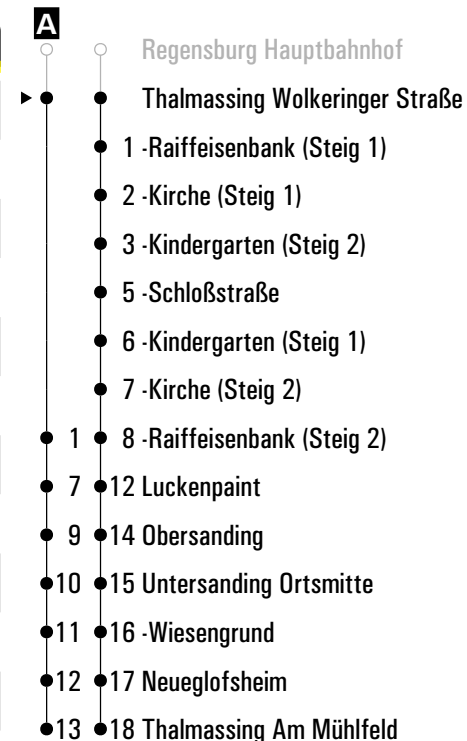 A
Regensburg Hauptbahnhof
Thalmassing Wolkeringer Straße
1 -Raiffeisenbank (Steig 1)
2 -Kirche (Steig 1)
3 -Kindergarten (Steig 2)
5 -Schloßstraße
6 -Kindergarten (Steig 1)
7 -Kirche (Steig 2)
1 8 -Raiffeisenbank (Steig 2)
7 12 Luckenpaint
9 14 Obersanding
10 15 Untersanding Ortsmitte
11 16 -Wiesengrund
12 17 Neueglofsheim
13 18 Thalmassing Am Mühlfeld